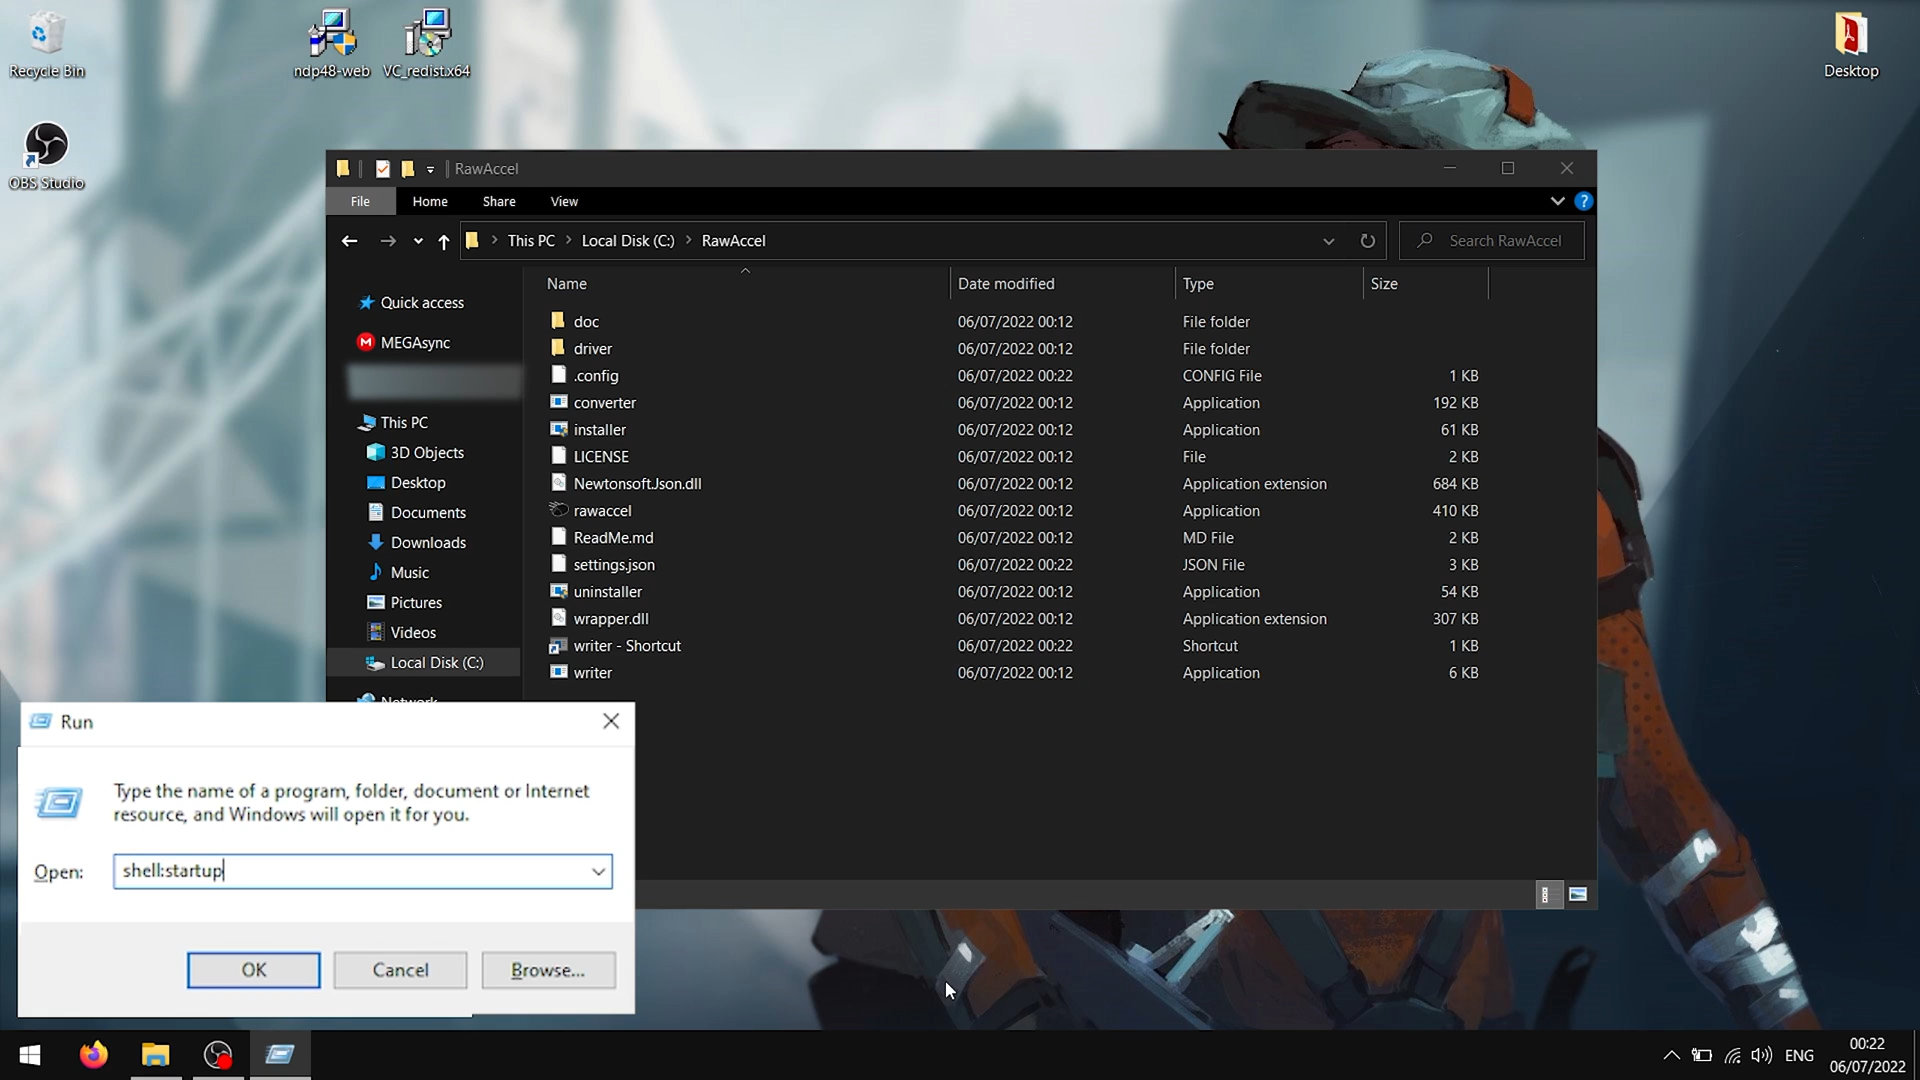 Recycle Bin
ndp48-web
VC_redist.x64
Desktop
OBS Studio
RawAccel
File
Home
Share
View
?
This PC
Local Disk (C:)
RawAccel
Search RawAccel
Name
Date modified
Type
Size
Quick access
MEGAsync
This PC
3D Objects
Desktop
Documents
Downloads
Music
Pictures
Videos
Local Disk (C:)
Network
doc 06/07/2022 00:12 File folder
driver 06/07/2022 00:12 File folder
.config 06/07/2022 00:22 CONFIG File 1 KB
converter 06/07/2022 00:12 Application 192 KB
installer 06/07/2022 00:12 Application 61 KB
LICENSE 06/07/2022 00:12 File 2 KB
Newtonsoft.Json.dll 06/07/2022 00:12 Application extension 684 KB
rawaccel 06/07/2022 00:12 Application 410 KB
ReadMe.md 06/07/2022 00:12 MD File 2 KB
settings.json 06/07/2022 00:22 JSON File 3 KB
uninstaller 06/07/2022 00:12 Application 54 KB
wrapper.dll 06/07/2022 00:12 Application extension 307 KB
writer - Shortcut 06/07/2022 00:22 Shortcut 1 KB
writer 06/07/2022 00:12 Application 6 KB
Run
Type the name of a program, folder, document or Internet
resource, and Windows will open it for you.
Open:
shell:startup
OK
Cancel
Browse...
ENG
00:22
06/07/2022